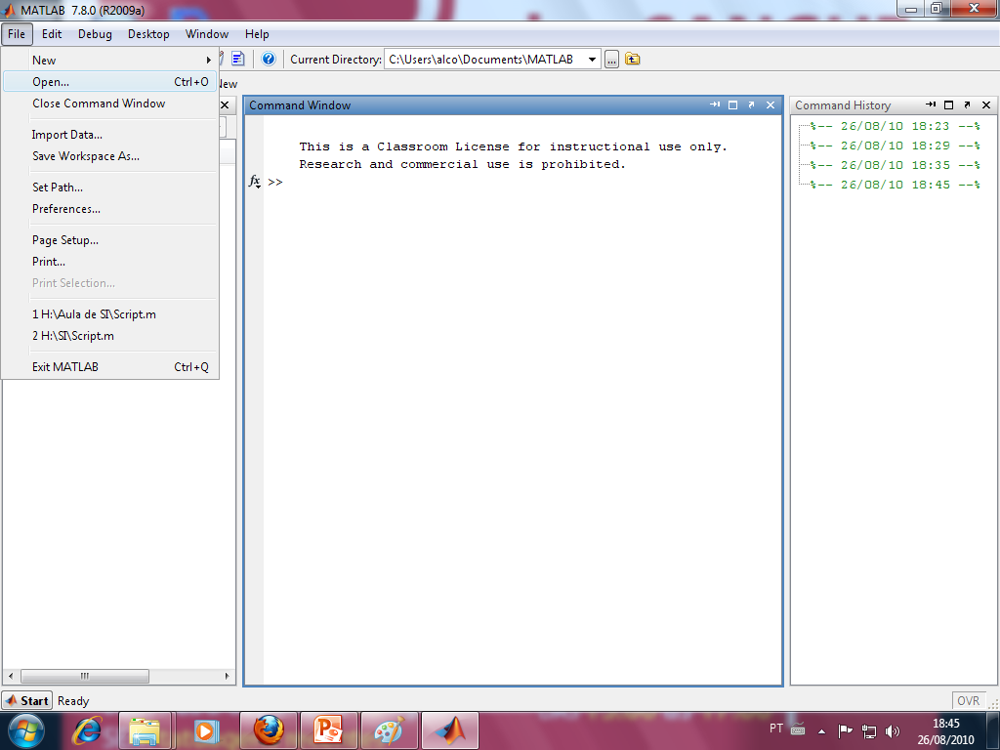 MATLAB 7.8.0 (R2009a)
File Edit Debug Desktop Window Help
Current Directory: C:\Users\alco\Documents\MATLAB ...
New
New
Open... Ctrl+O
Close Command Window
Import Data...
Save Workspace As...
Set Path...
Preferences...
Page Setup...
Print...
Print Selection...
1 H:\Aula de SI\Script.m
2 H:\SI\Script.m
Exit MATLAB Ctrl+Q
Command Window
This is a Classroom License for instructional use only.
Research and commercial use is prohibited.
fx >>
Command History
%-- 26/08/10 18:23 --%
%-- 26/08/10 18:29 --%
%-- 26/08/10 18:35 --%
%-- 26/08/10 18:45 --%
Start Ready
OVR
PT
18:45
26/08/2010